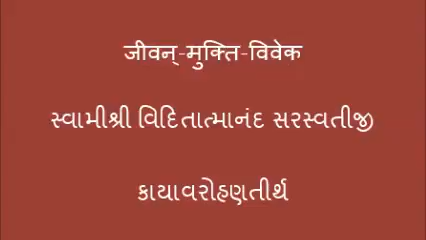 जीवन्-मुक्ति-विवेक
સ્વામીશ્રી વિદિતાત્માનંદ સરસ્વતીજી
કાયાવરોહણતીર્થ